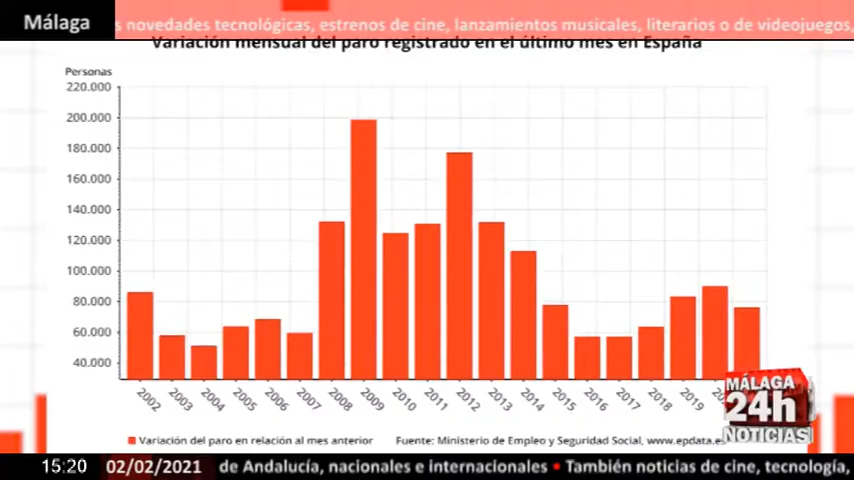 Málaga
s novedades tecnológicas, estrenos de cine, lanzamientos musicales, literarios o de videojuegos,
Variación mensual del paro registrado en el último mes en España
Personas
220.000
200.000
180.000
160.000
140.000
120.000
100.000
80.000
60.000
40.000
2002 2003 2004 2005 2006 2007 2008 2009 2010 2011 2012 2013 2014 2015 2016 2017 2018 2019
Variación del paro en relación al mes anterior Fuente: Ministerio de Empleo y Seguridad Social, www.epdata.es
MÁLAGA
24h
NOTICIAS
15:20 02/02/2021 de Andalucía, nacionales e internacionales • También noticias de cine, tecnología,